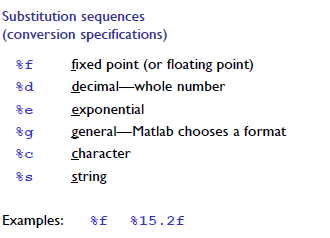 Substitution sequences
(conversion specifications)
%f fixed point (or floating point)
%d decimal—whole number
%e exponential
%g general—Matlab chooses a format
%c character
%s string
Examples: %f %15.2f